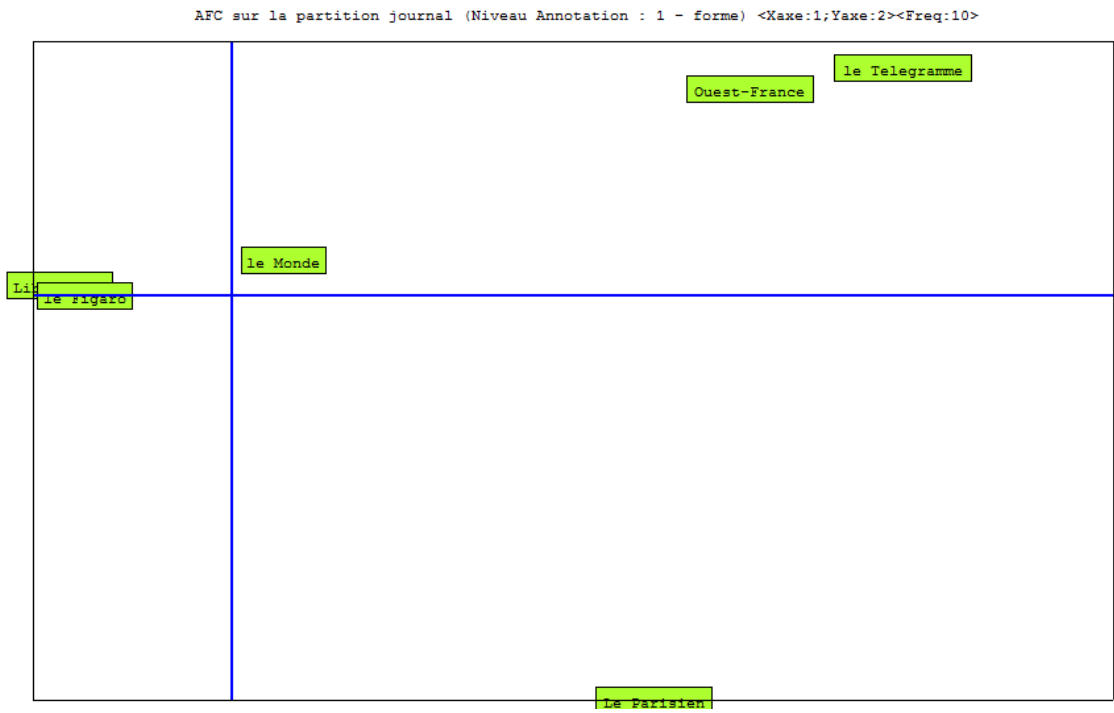 AFC sur la partition journal (Niveau Annotation : 1 - forme) <Xaxe:1;Yaxe:2><Freq:10>
le Telegramme
Ouest-France
le Monde
le Figaro
Le Parisien